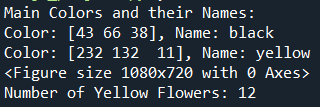 Main Colors and their Names:
Color: [43 66 38], Name: black
Color: [232 132  11], Name: yellow
<Figure size 1080x720 with 0 Axes>
Number of Yellow Flowers: 12